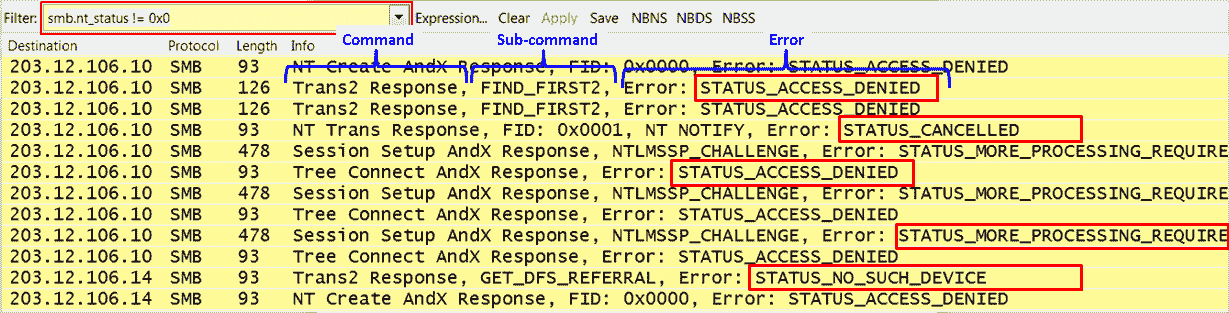 Filter: smb.nt_status != 0x0 Expression... Clear Apply Save NBNS NBDS NBSS
Command Sub-command Error
Destination Protocol Length Info
203.12.106.10 SMB 93 NT Create AndX Response, FID: 0x0000, Error: STATUS_ACCESS_DENIED
203.12.106.10 SMB 126 Trans2 Response, FIND_FIRST2, Error: STATUS_ACCESS_DENIED
203.12.106.10 SMB 126 Trans2 Response, FIND_FIRST2, Error: STATUS_ACCESS_DENIED
203.12.106.10 SMB 93 NT Trans Response, FID: 0x0001, NT NOTIFY, Error: STATUS_CANCELLED
203.12.106.10 SMB 478 Session Setup AndX Response, NTLMSSP_CHALLENGE, Error: STATUS_MORE_PROCESSING_REQUIRE
203.12.106.10 SMB 93 Tree Connect AndX Response, Error: STATUS_ACCESS_DENIED
203.12.106.10 SMB 478 Session Setup AndX Response, NTLMSSP_CHALLENGE, Error: STATUS_MORE_PROCESSING_REQUIRE
203.12.106.10 SMB 93 Tree Connect AndX Response, Error: STATUS_ACCESS_DENIED
203.12.106.10 SMB 478 Session Setup AndX Response, NTLMSSP_CHALLENGE, Error: STATUS_MORE_PROCESSING_REQUIRE
203.12.106.10 SMB 93 Tree Connect AndX Response, Error: STATUS_ACCESS_DENIED
203.12.106.14 SMB 93 Trans2 Response, GET_DFS_REFERRAL, Error: STATUS_NO_SUCH_DEVICE
203.12.106.14 SMB 93 NT Create AndX Response, FID: 0x0000, Error: STATUS_ACCESS_DENIED